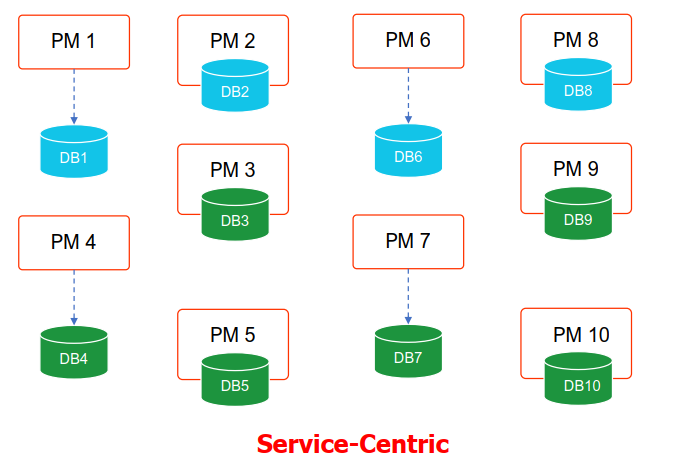 PM 1
PM 2
PM 6
PM 8
DB2
DB8
DB1
DB6
PM 3
PM 9
DB3
DB9
PM 4
PM 7
PM 5
PM 10
DB4
DB7
DB5
DB10
Service-Centric